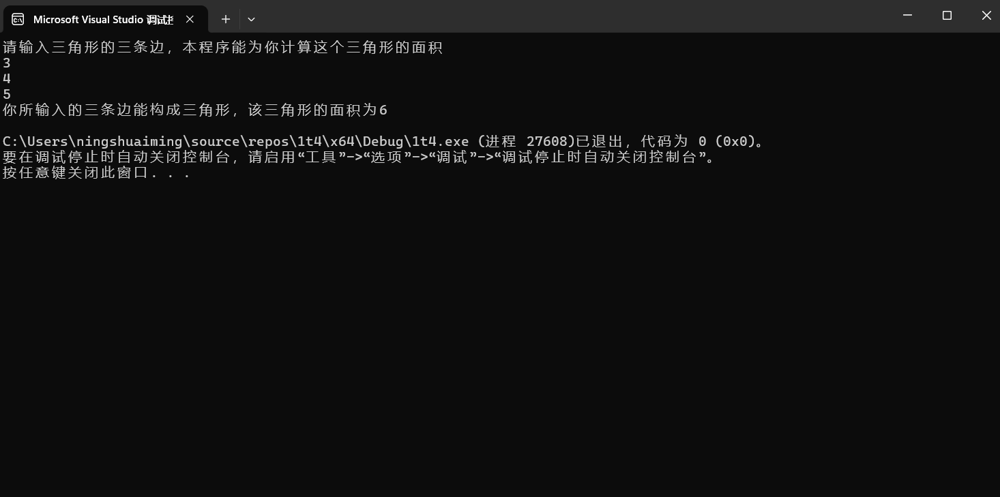 Microsoft Visual Studio 调试
请输入三角形的三条边，本程序能为你计算这个三角形的面积
3
4
5
你所输入的三条边能构成三角形，该三角形的面积为6
C:\Users\ningshuaiming\source\repos\1t4\x64\Debug\1t4.exe (进程 27608)已退出，代码为 0 (0x0)。
要在调试停止时自动关闭控制台，请启用“工具”->“选项”->“调试”->“调试停止时自动关闭控制台”。
按任意键关闭此窗口. . .